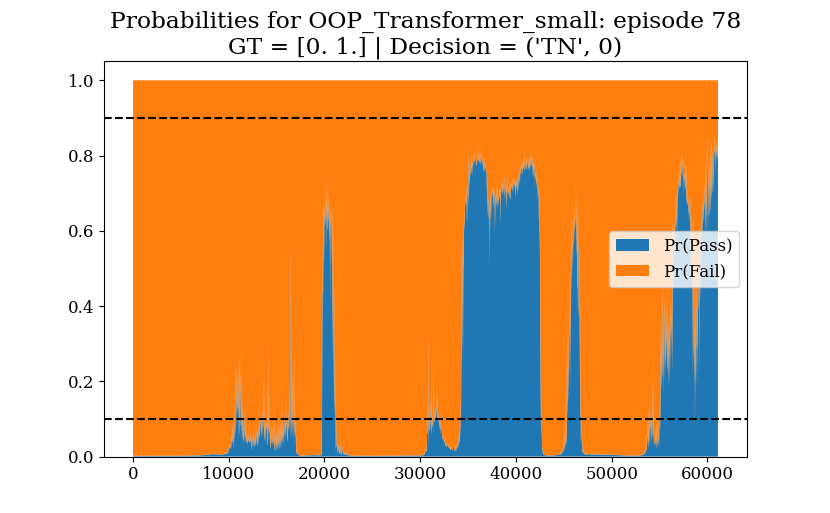 Probabilities for OOP_Transformer_small: episode 78
GT = [0. 1.] | Decision = ('TN', 0)
1.0
0.8
0.6
0.4
0.2
0.0
Pr(Pass)
Pr(Fail)
0 10000 20000 30000 40000 50000 60000